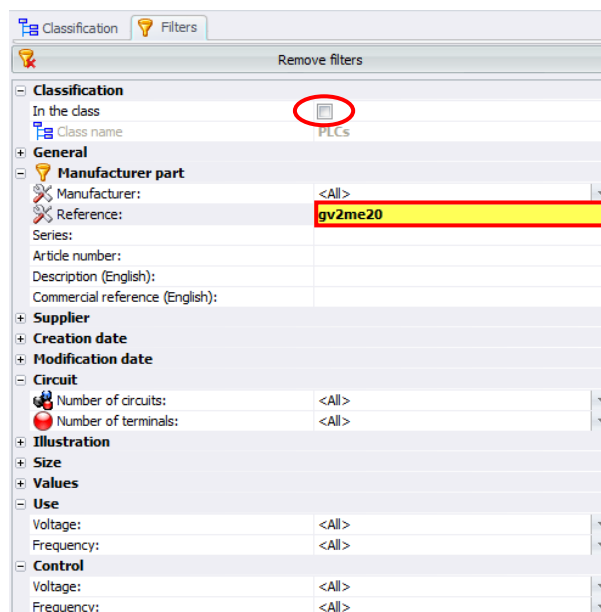 Classification Filters
Remove filters
Classification
In the class
Class name PLCs
General
Manufacturer part
Manufacturer: <All>
Reference: gv2me20
Series:
Article number:
Description (English):
Commercial reference (English):
Supplier
Creation date
Modification date
Circuit
Number of circuits: <All>
Number of terminals: <All>
Illustration
Size
Values
Use
Voltage: <All>
Frequency: <All>
Control
Voltage: <All>
Frequency: <All>